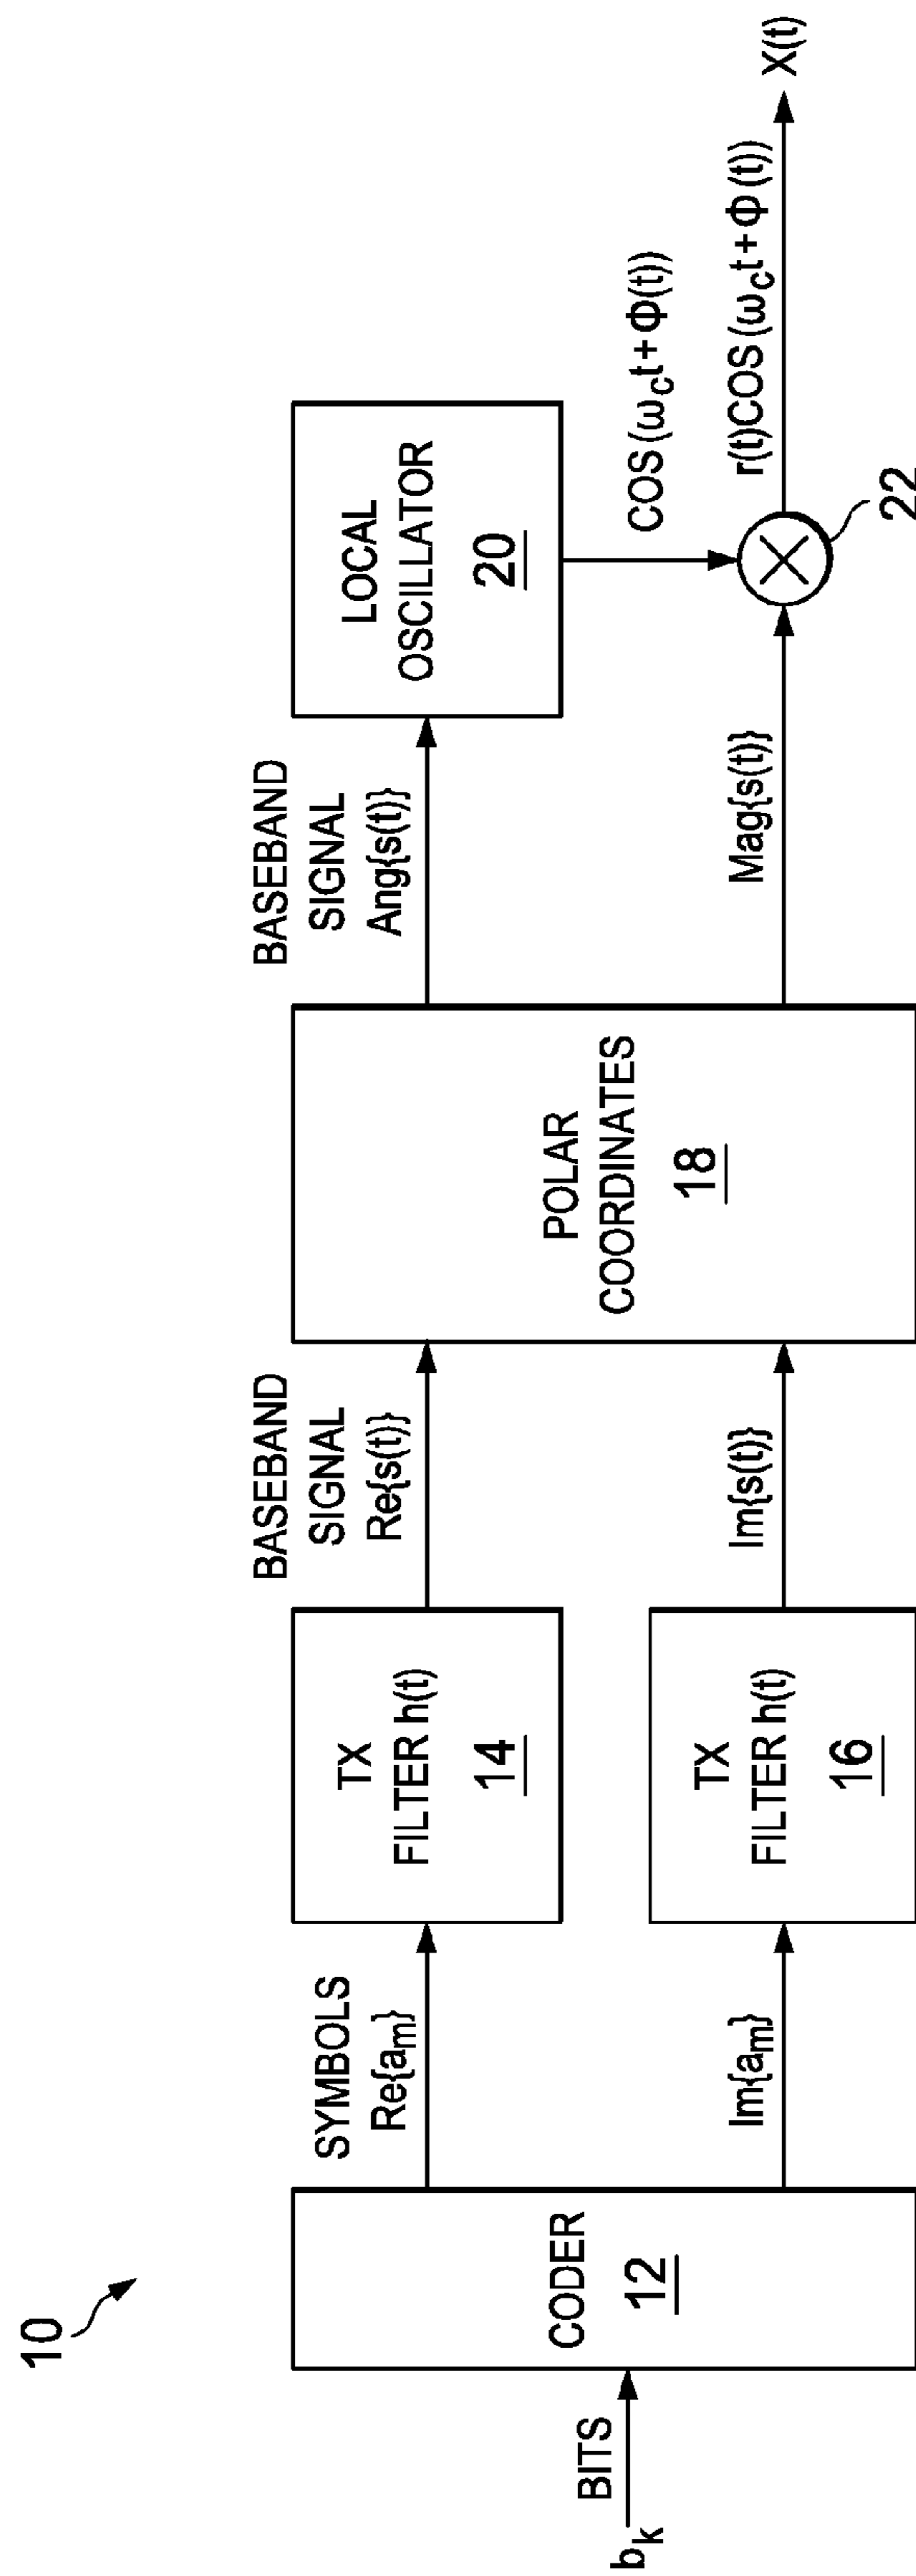 10
b_k
BITS
CODER
12
SYMBOLS
Re{a_m}
Im{a_m}
TX
FILTER h(t)
14
TX
FILTER h(t)
16
BASEBAND
SIGNAL
Re{s(t)}
Im{s(t)}
POLAR
COORDINATES
18
BASEBAND
SIGNAL
Ang{s(t)}
Mag{s(t)}
LOCAL
OSCILLATOR
20
COS(ω_ct+Φ(t))
r(t)COS(ω_ct+Φ(t))
22
X(t)